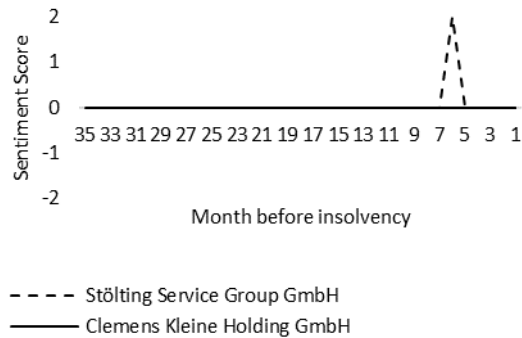 2
1
0
-1
-2
Sentiment Score
35 33 31 29 27 25 23 21 19 17 15 13 11 9 7 5 3 1
Month before insolvency
Stölting Service Group GmbH
Clemens Kleine Holding GmbH